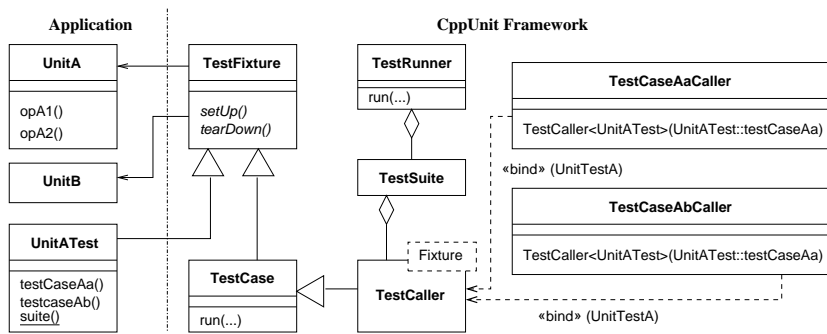 Application
CppUnit Framework
UnitA
opA1()
opA2()
UnitB
UnitATest
testCaseAa()
testcaseAb()
suite()
TestFixture
setUp()
tearDown()
TestCase
run(...)
TestRunner
run(...)
TestSuite
Fixture
TestCaller
TestCaseAaCaller
TestCaller<UnitATest>(UnitATest::testCaseAa)
«bind» (UnitTestA)
TestCaseAbCaller
TestCaller<UnitATest>(UnitATest::testCaseAa)
«bind» (UnitTestA)